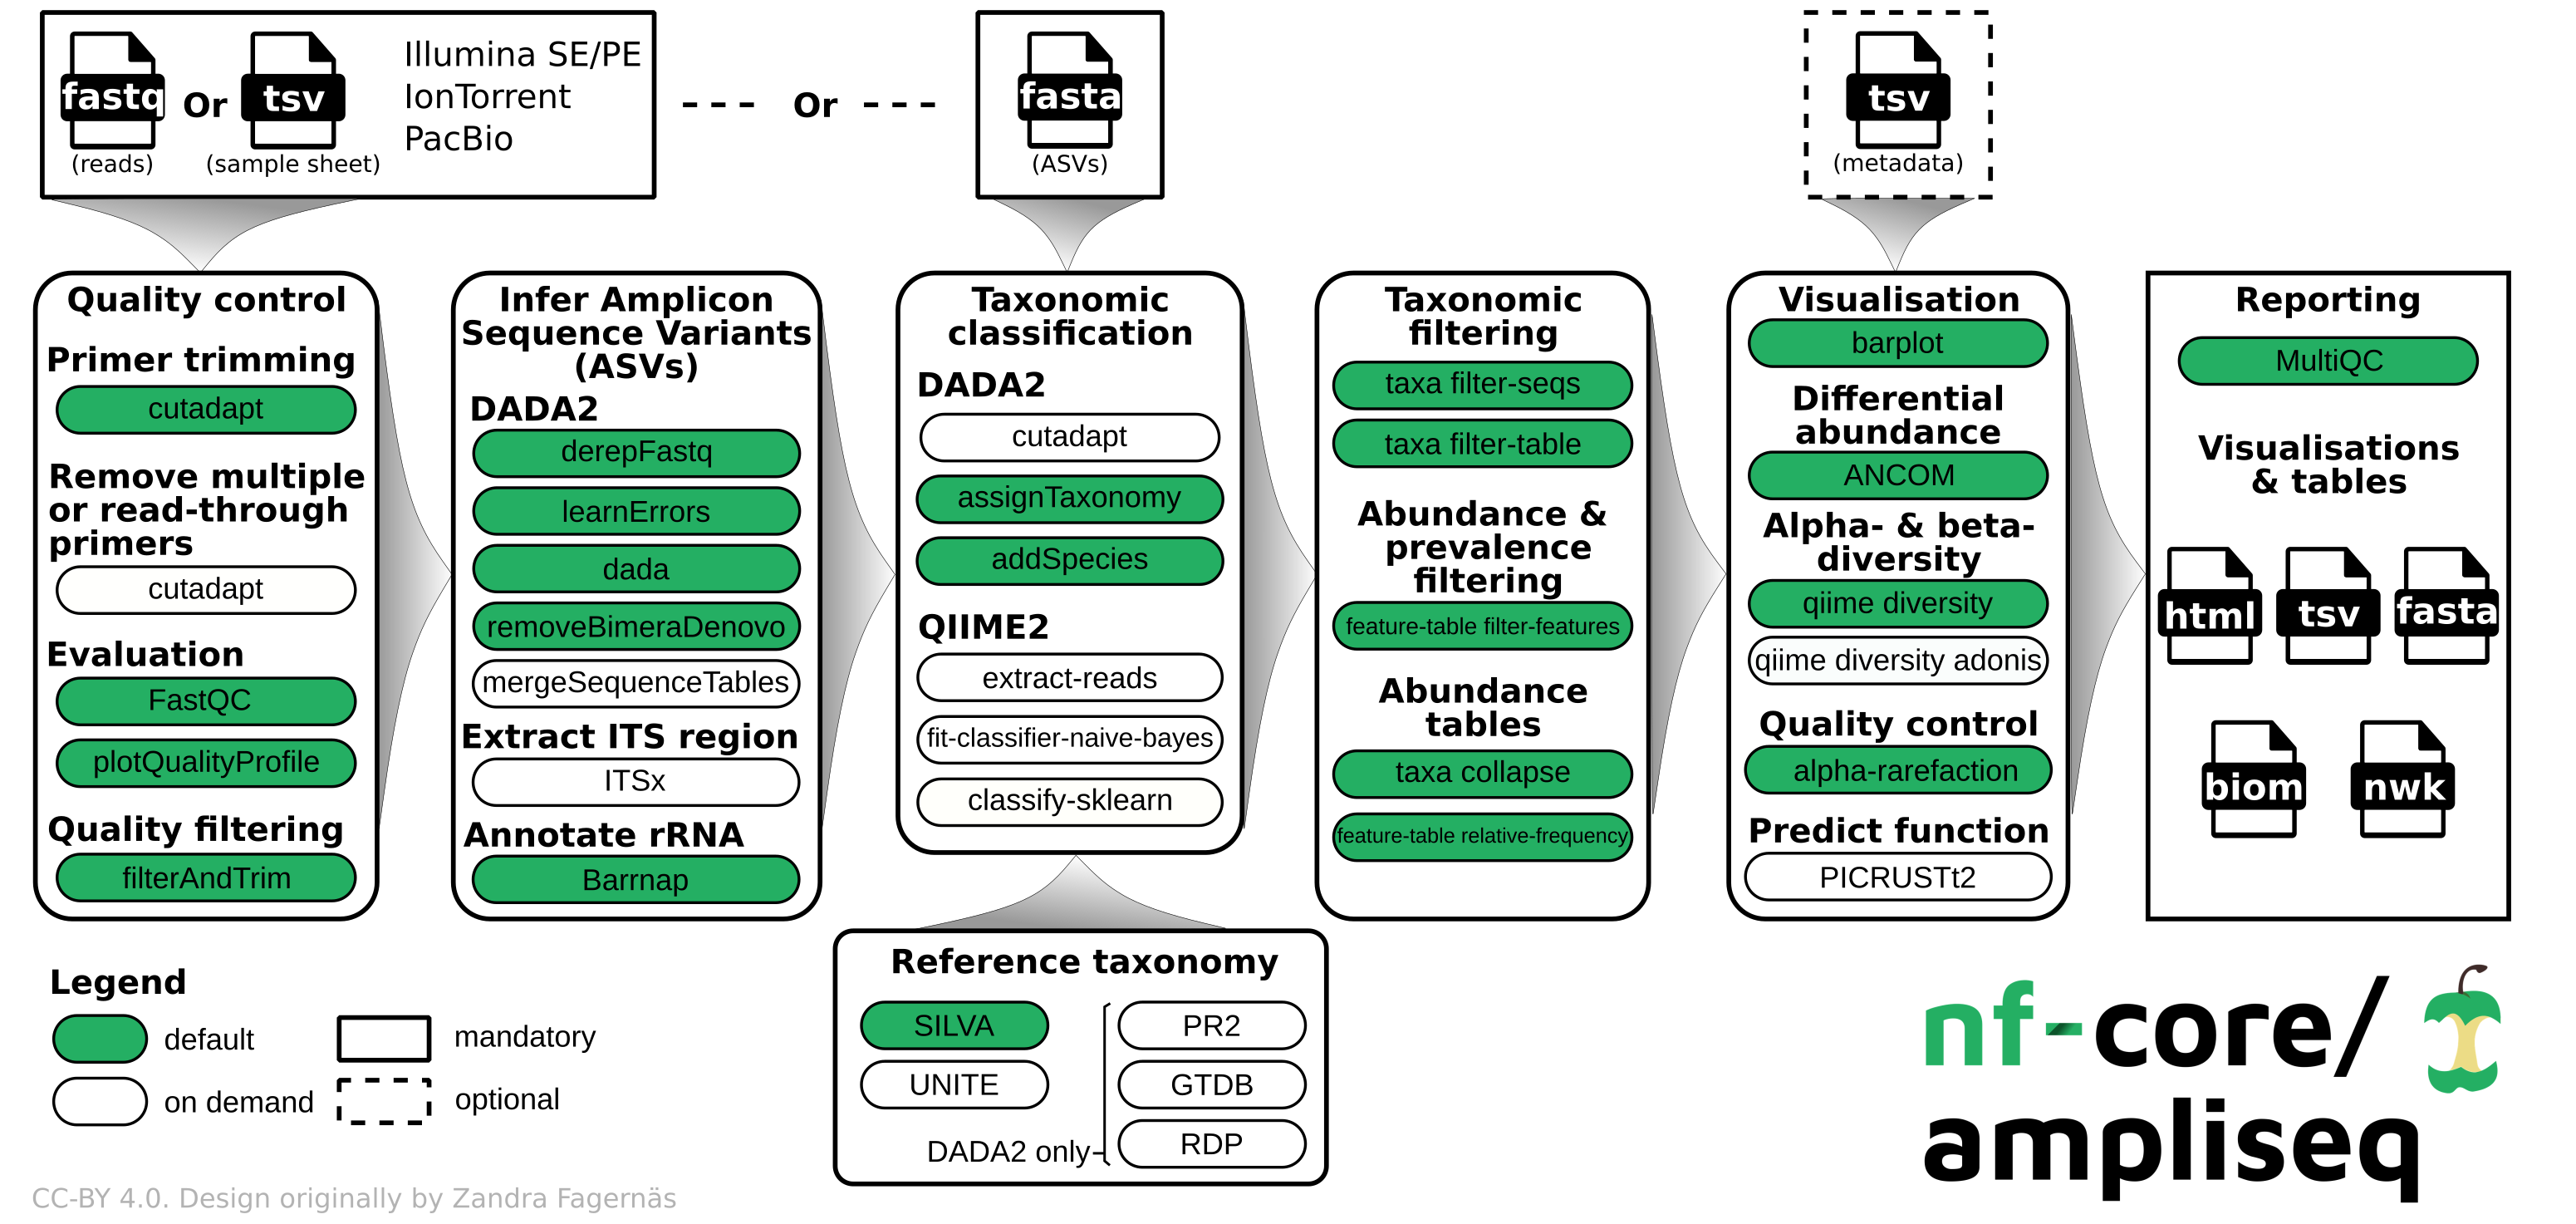 fastq
Or
tsv
(reads)
(sample sheet)
Illumina SE/PE
IonTorrent
PacBio
Or
fasta
(ASVs)
tsv
(metadata)
Quality control
Primer trimming
cutadapt
Remove multiple
or read-through
primers
cutadapt
Evaluation
FastQC
plotQualityProfile
Quality filtering
filterAndTrim
Infer Amplicon
Sequence Variants
(ASVs)
DADA2
derepFastq
learnErrors
dada
removeBimeraDenovo
mergeSequenceTables
Extract ITS region
ITSx
Annotate rRNA
Barrnap
Taxonomic
classification
DADA2
cutadapt
assignTaxonomy
addSpecies
QIIME2
extract-reads
fit-classifier-naive-bayes
classify-sklearn
Taxonomic
filtering
taxa filter-seqs
taxa filter-table
Abundance &
prevalence
filtering
feature-table filter-features
Abundance
tables
taxa collapse
feature-table relative-frequency
Visualisation
barplot
Differential
abundance
ANCOM
Alpha- & beta-
diversity
qiime diversity
qiime diversity adonis
Quality control
alpha-rarefaction
Predict function
PICRUSTt2
Reporting
MultiQC
Visualisations
& tables
html
tsv
fasta
biom
nwk
Reference taxonomy
SILVA
UNITE
DADA2 only
PR2
GTDB
RDP
Legend
default
on demand
mandatory
optional
nf-core/
ampliseq
CC-BY 4.0. Design originally by Zandra Fagernäs